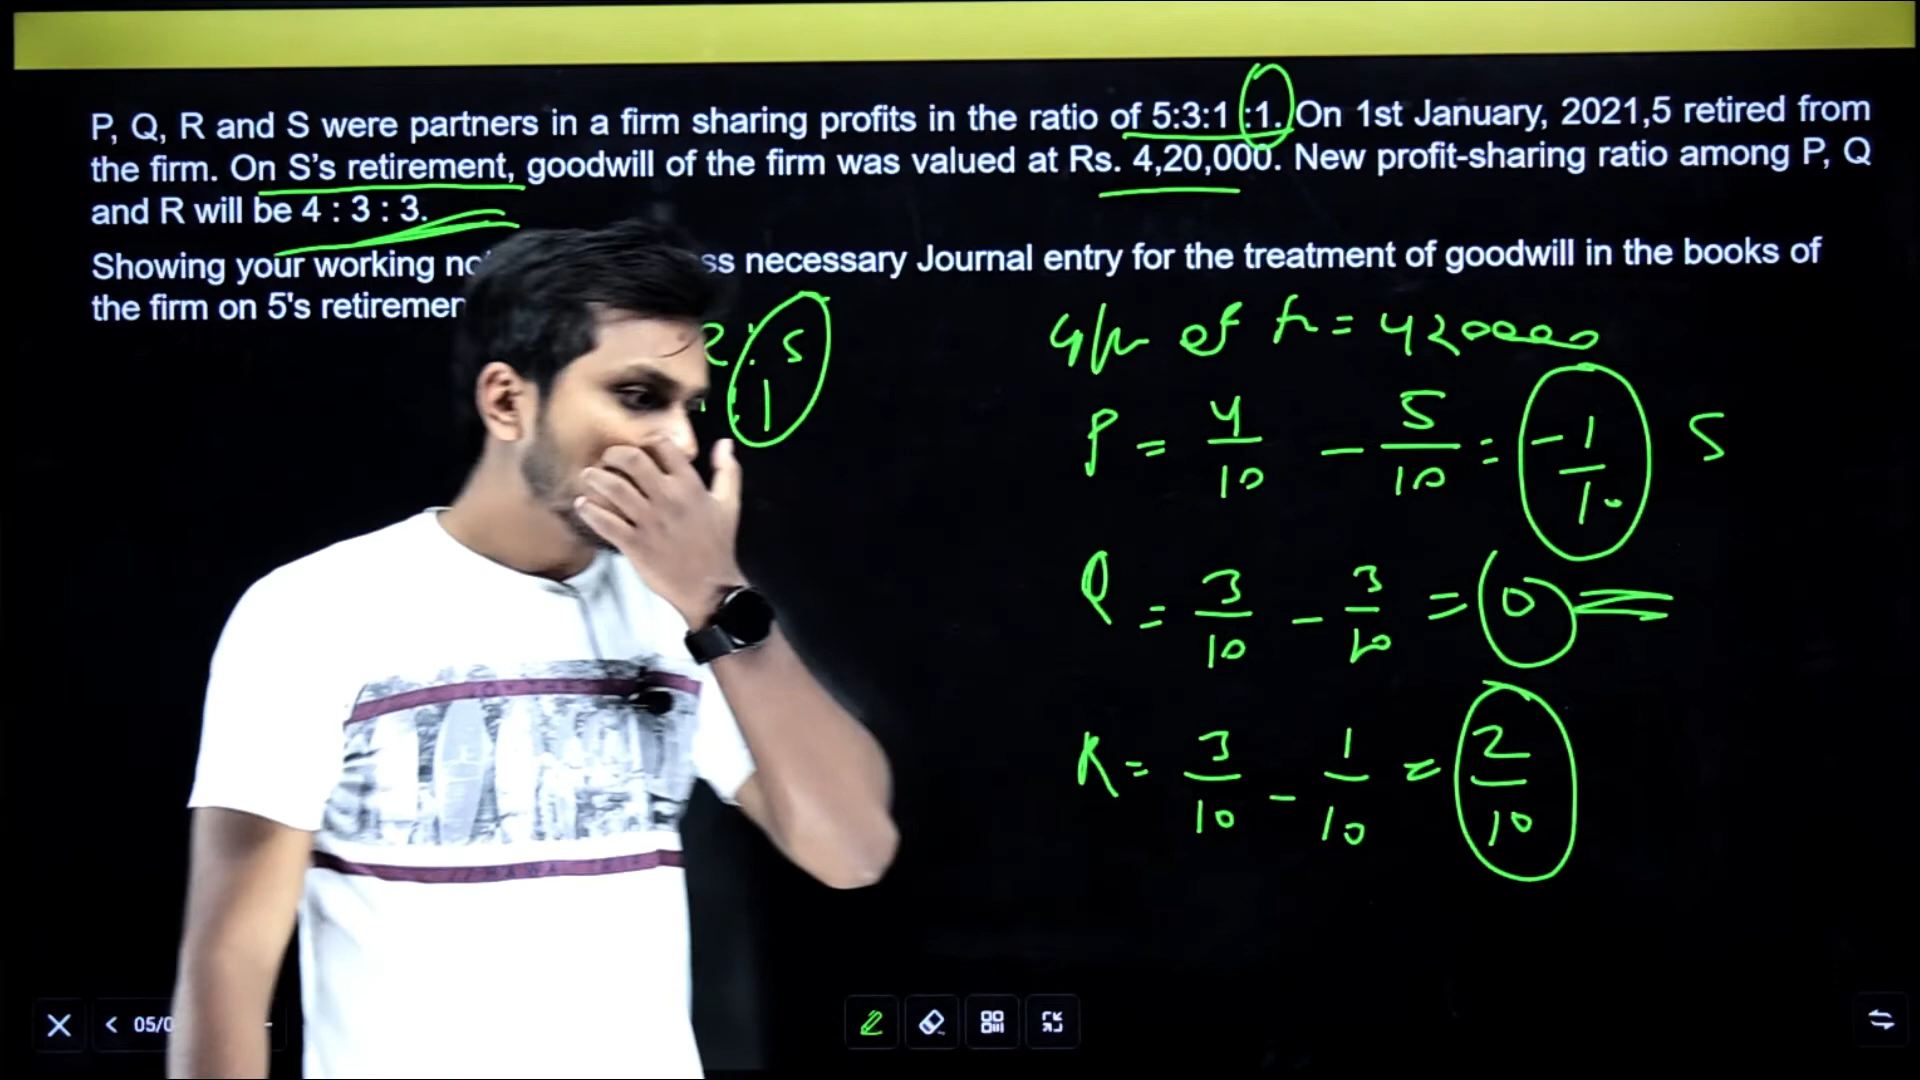 P, Q, R and S were partners in a firm sharing profits in the ratio of 5:3:1 :1. On 1st January, 2021,5 retired from
the firm. On S's retirement, goodwill of the firm was valued at Rs. 4,20,000. New profit-sharing ratio among P, Q
and R will be 4 : 3 : 3.
Showing your working necessary Journal entry for the treatment of goodwill in the books of
the firm on 5's
: S
1
of = 420000
P = 4/10 - 5/10 = -1/10 S
Q = 3/10 - 3/10 = 0
R = 3/10 - 1/10 = 2/10
< 05/0